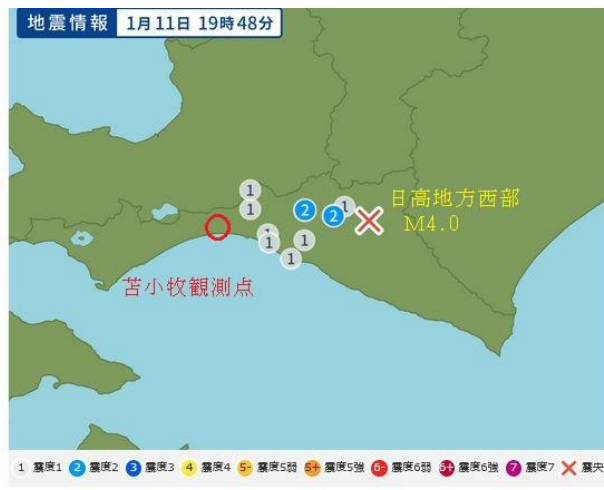 地震情報 1月11日 19時48分
1
1
2
1
2
1
1
1
1
日高地方西部
M4.0
苫小牧観測点
1 震度1 2 震度2 3 震度3 4 震度4 5- 震度5弱 5+ 震度5強 6- 震度6弱 6+ 震度6強 7 震度7 震央